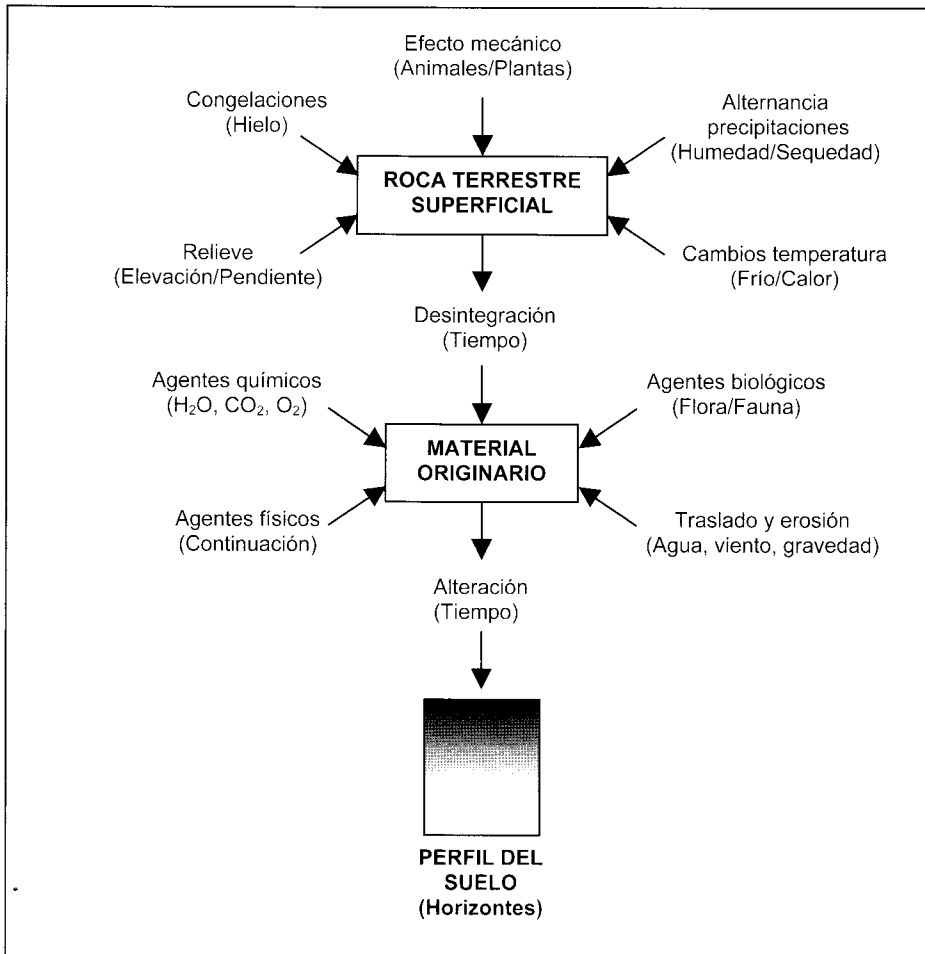 Efecto mecánico
(Animales/Plantas)
Congelaciones
(Hielo)
Alternancia
precipitaciones
(Humedad/Sequedad)
ROCA TERRESTRE
SUPERFICIAL
Relieve
(Elevación/Pendiente)
Cambios temperatura
(Frío/Calor)
Desintegración
(Tiempo)
Agentes químicos
(H₂O, CO₂, O₂)
Agentes biológicos
(Flora/Fauna)
MATERIAL
ORIGINARIO
Agentes físicos
(Continuación)
Traslado y erosión
(Agua, viento, gravedad)
Alteración
(Tiempo)
PERFIL DEL
SUELO
(Horizontes)